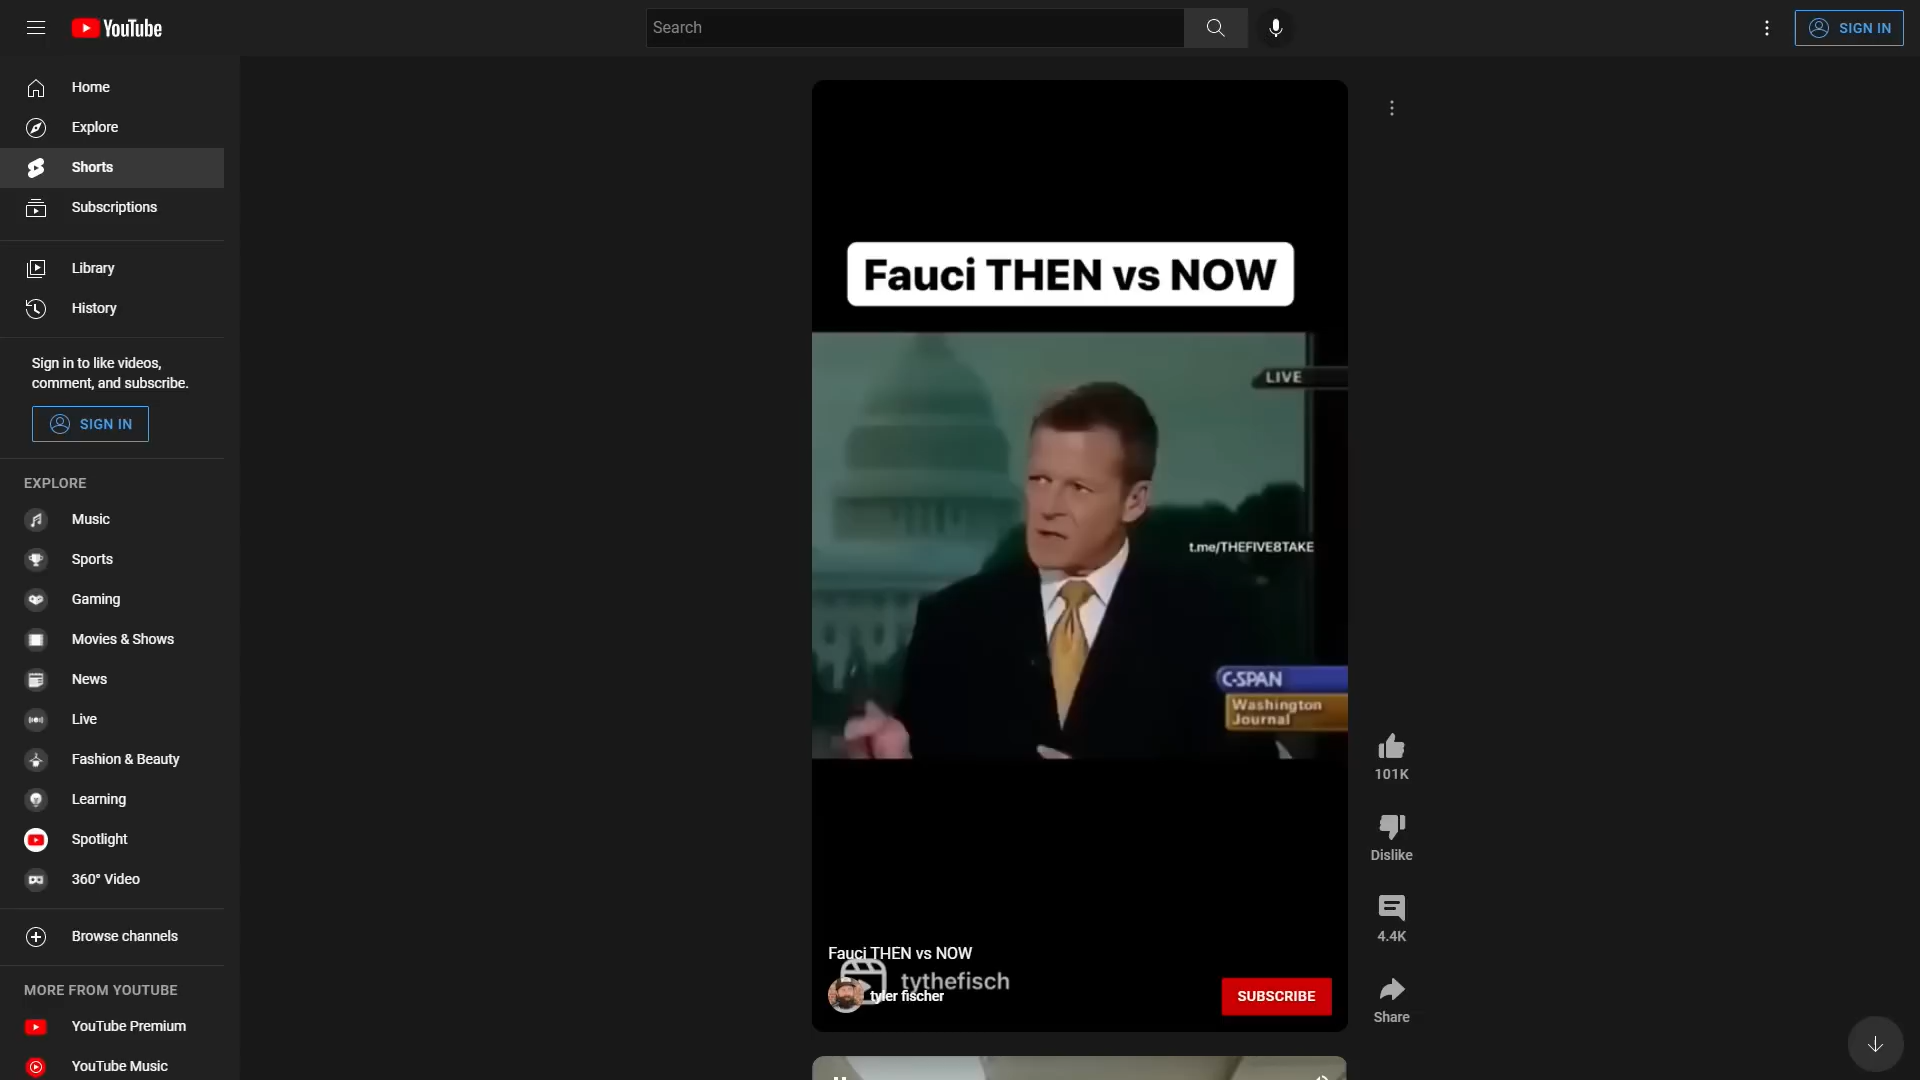 YouTube
Search
SIGN IN
Home
Explore
Shorts
Subscriptions
Library
History
Sign in to like videos,
comment, and subscribe.
SIGN IN
EXPLORE
Music
Sports
Gaming
Movies & Shows
News
Live
Fashion & Beauty
Learning
Spotlight
360° Video
Browse channels
MORE FROM YOUTUBE
YouTube Premium
YouTube Music
Fauci THEN vs NOW
LIVE
t.me/THEFIVE8TAKE
C-SPAN
Washington
Journal
Fauci THEN vs NOW
tythefisch
tyler fischer
SUBSCRIBE
101K
Dislike
4.4K
Share